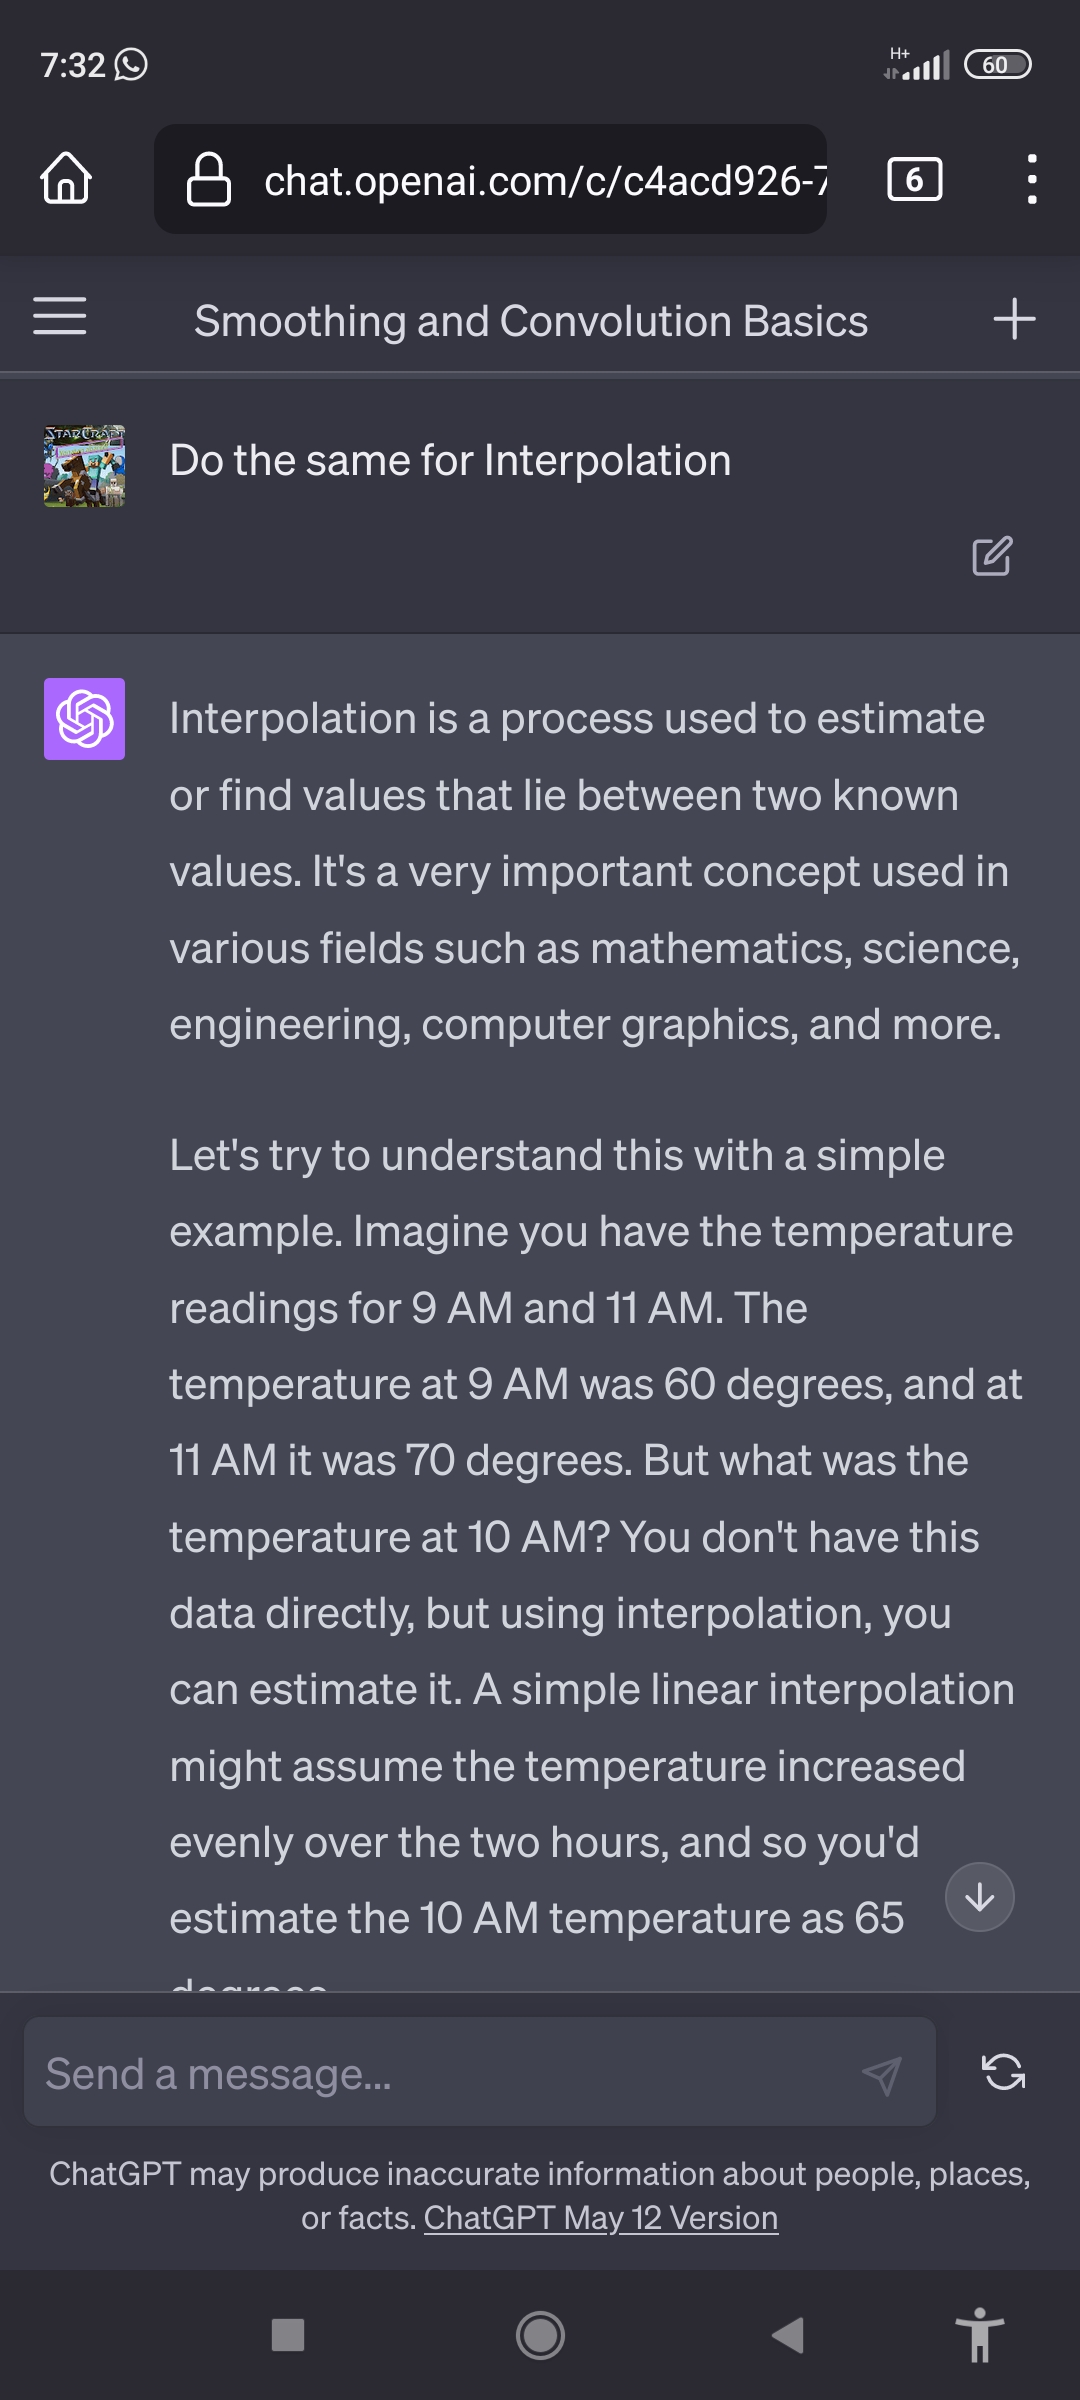 7:32
H+
60
chat.openai.com/c/c4acd926-7
6
Smoothing and Convolution Basics
STARCRAFT
Do the same for Interpolation
Interpolation is a process used to estimate
or find values that lie between two known
values. It's a very important concept used in
various fields such as mathematics, science,
engineering, computer graphics, and more.
Let's try to understand this with a simple
example. Imagine you have the temperature
readings for 9 AM and 11 AM. The
temperature at 9 AM was 60 degrees, and at
11 AM it was 70 degrees. But what was the
temperature at 10 AM? You don't have this
data directly, but using interpolation, you
can estimate it. A simple linear interpolation
might assume the temperature increased
evenly over the two hours, and so you'd
estimate the 10 AM temperature as 65
degrees
Send a message...
ChatGPT may produce inaccurate information about people, places,
or facts. ChatGPT May 12 Version